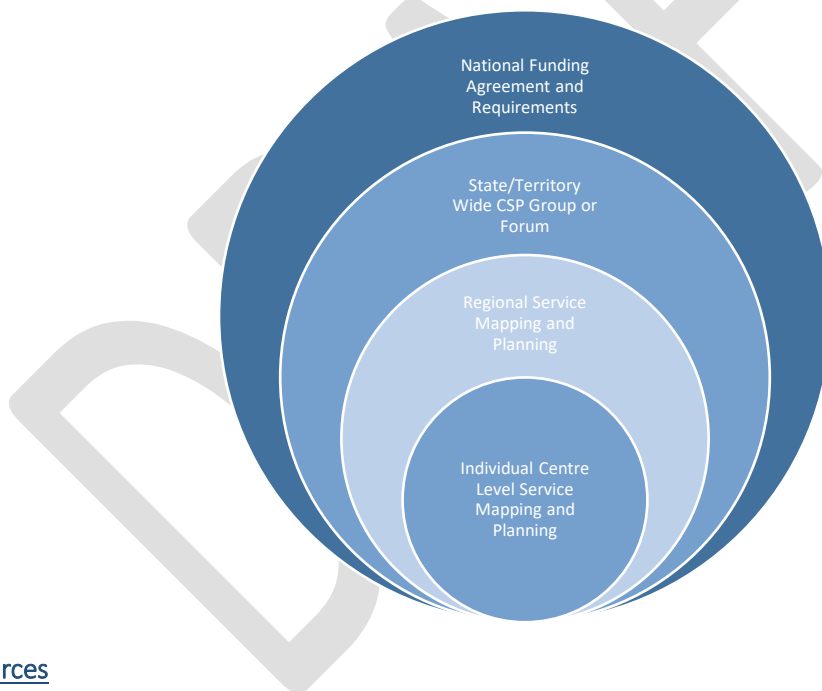 National Funding
Agreement and
Requirements
State/Territory
Wide CSP Group or
Forum
Regional Service
Mapping and
Planning
Individual Centre
Level Service
Mapping and
Planning
rces